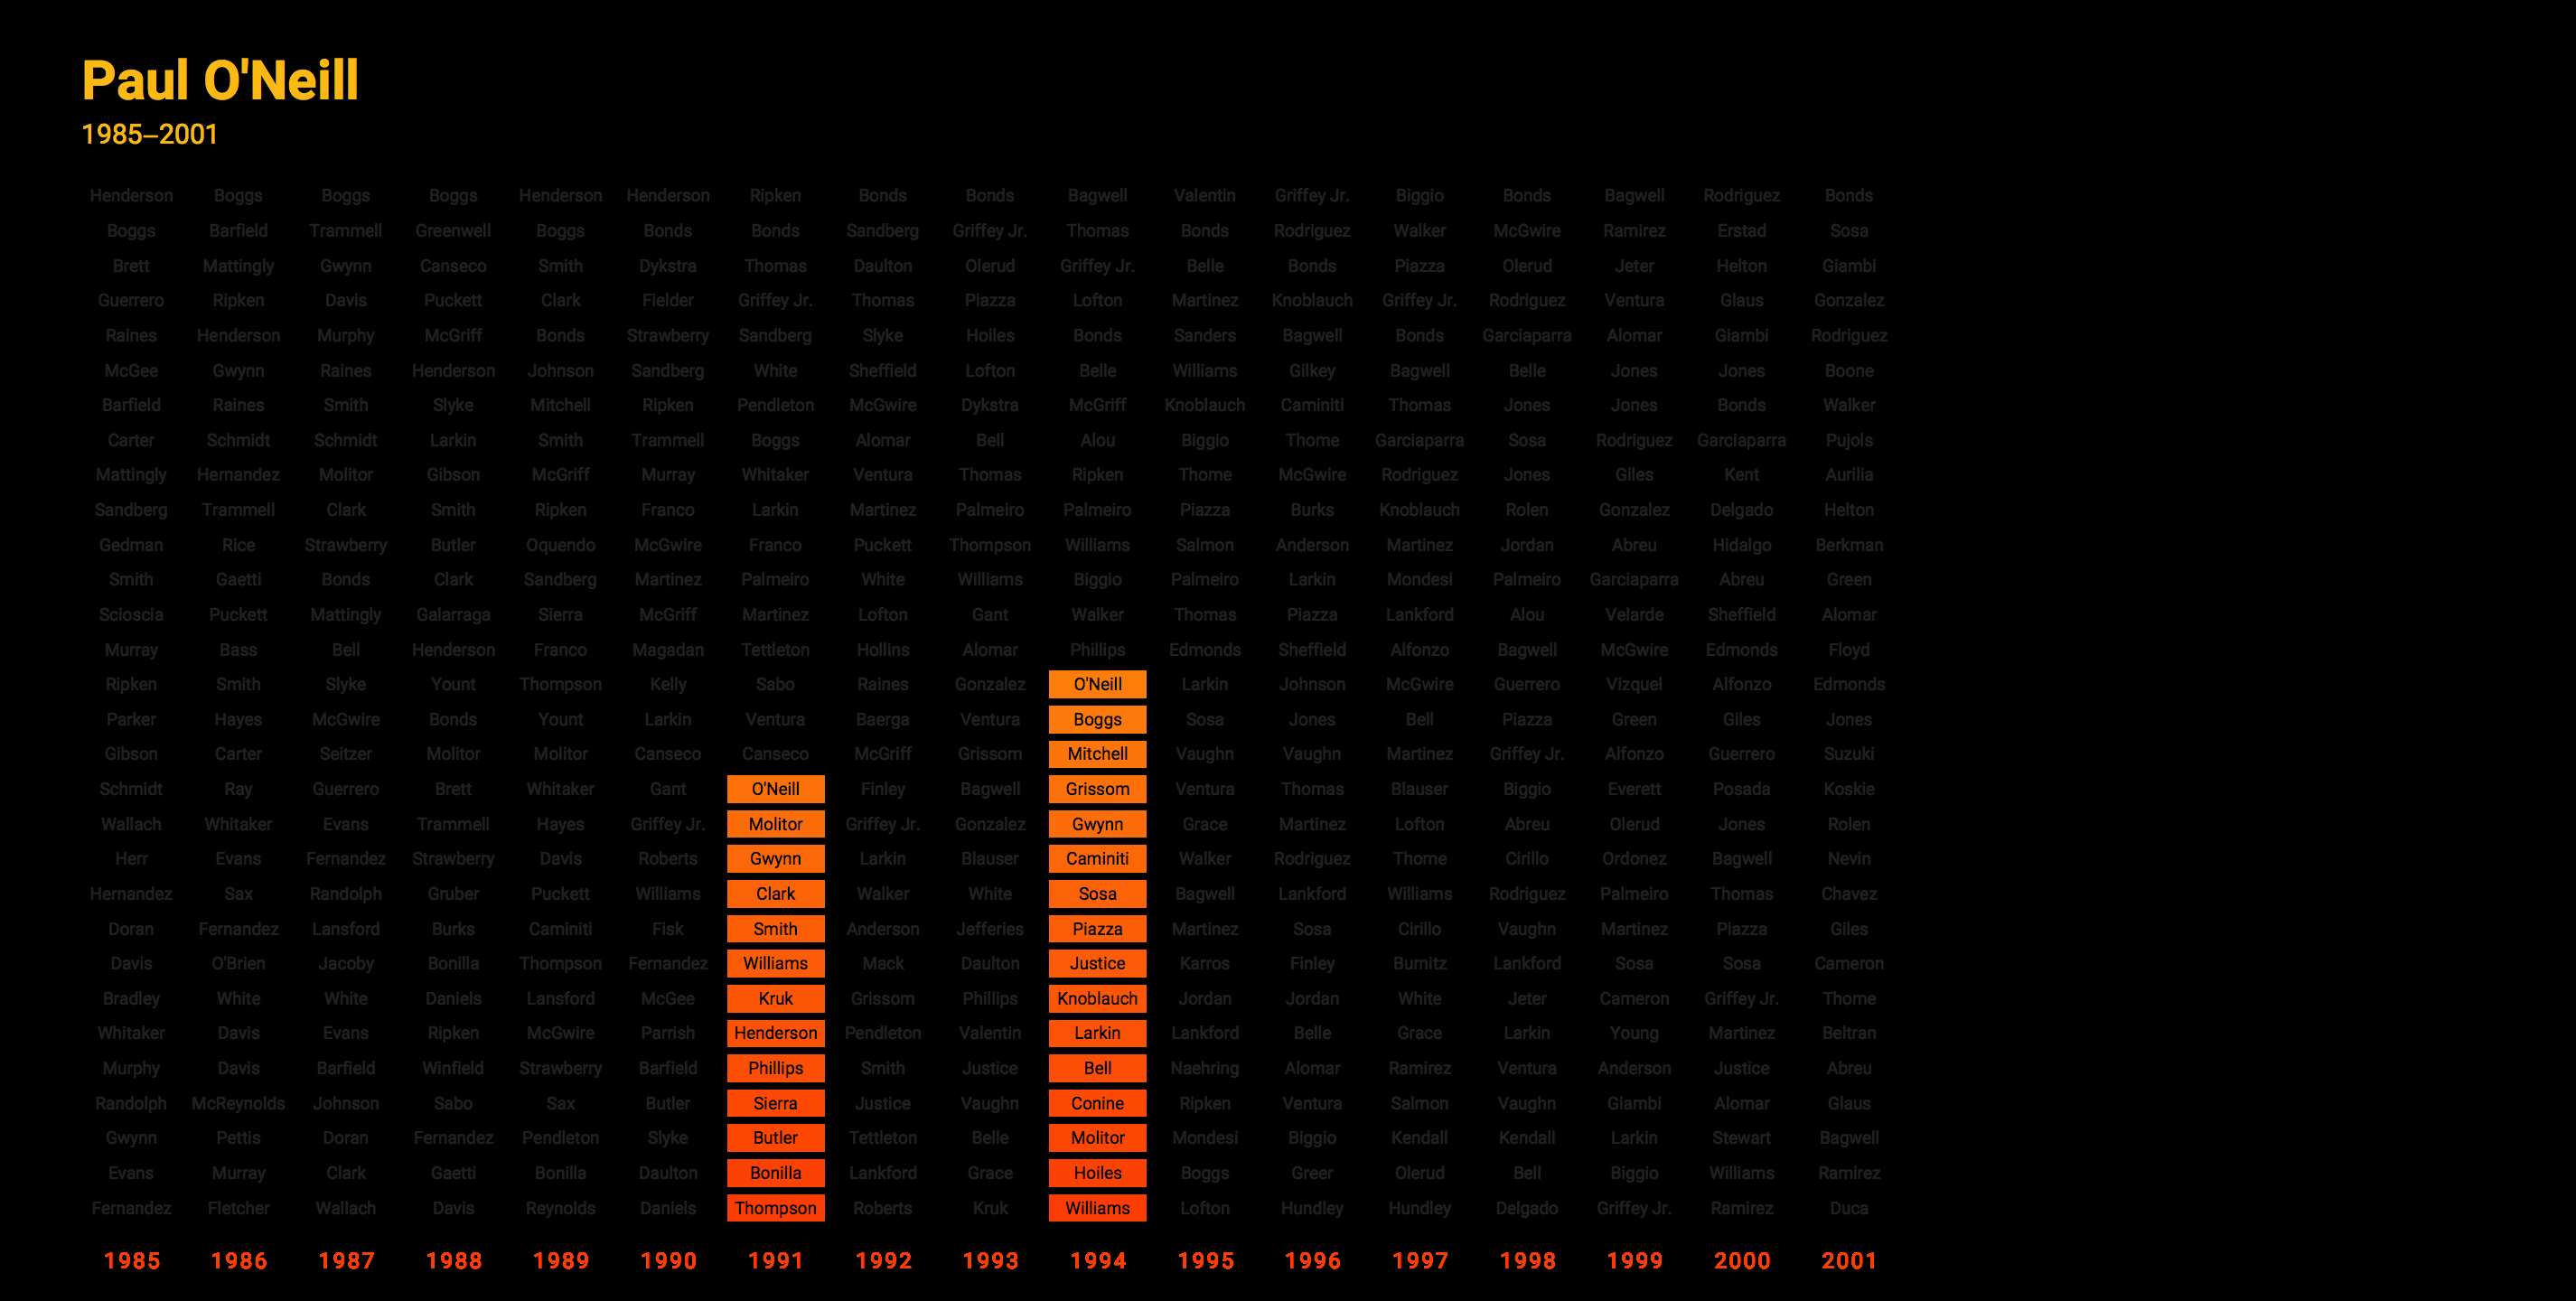 Paul O'Neill
1985–2001
Henderson Boggs Boggs Boggs Henderson Henderson Ripken Bonds Bonds Bagwell Valentin Griffey Jr. Biggio Bonds Bagwell Rodriguez Bonds
Boggs Barfield Trammell Greenwell Boggs Bonds Bonds Sandberg Griffey Jr. Thomas Bonds Rodriguez Walker McGwire Ramirez Erstad Sosa
Brett Mattingly Gwynn Canseco Smith Dykstra Thomas Daulton Olerud Griffey Jr. Belle Bonds Piazza Olerud Jeter Helton Giambi
Guerrero Ripken Davis Puckett Clark Fielder Griffey Jr. Thomas Piazza Lofton Martinez Knoblauch Griffey Jr. Rodriguez Ventura Glaus Gonzalez
Raines Henderson Murphy McGriff Bonds Strawberry Sandberg Slyke Hoiles Bonds Sanders Bagwell Bonds Garciaparra Alomar Giambi Rodriguez
McGee Gwynn Raines Henderson Johnson Sandberg White Sheffield Lofton Belle Williams Gilkey Bagwell Belle Jones Jones Boone
Barfield Raines Smith Slyke Mitchell Ripken Pendleton McGwire Dykstra McGriff Knoblauch Caminiti Thomas Jones Jones Bonds Walker
Carter Schmidt Schmidt Larkin Smith Trammell Boggs Alomar Bell Alou Biggio Thome Garciaparra Sosa Rodriguez Garciaparra Pujols
Mattingly Hernandez Molitor Gibson McGriff Murray Whitaker Ventura Thomas Ripken Thome McGwire Rodriguez Jones Giles Kent Aurilia
Sandberg Trammell Clark Smith Ripken Franco Larkin Martinez Palmeiro Palmeiro Piazza Burks Knoblauch Rolen Gonzalez Delgado Helton
Gedman Rice Strawberry Butler Oquendo McGwire Franco Puckett Thompson Williams Salmon Anderson Martinez Jordan Abreu Hidalgo Berkman
Smith Gaetti Bonds Clark Sandberg Martinez Palmeiro White Williams Biggio Palmeiro Larkin Mondesi Palmeiro Garciaparra Abreu Green
Scioscia Puckett Mattingly Galarraga Sierra McGriff Martinez Lofton Gant Walker Thomas Piazza Lankford Alou Velarde Sheffield Alomar
Murray Bass Bell Henderson Franco Magadan Tettleton Hollins Alomar Phillips Edmonds Sheffield Alfonzo Bagwell McGwire Edmonds Floyd
Ripken Smith Slyke Yount Thompson Kelly Sabo Raines Gonzalez O'Neill Larkin Johnson McGwire Guerrero Vizquel Alfonzo Edmonds
Parker Hayes McGwire Bonds Yount Larkin Ventura Baerga Ventura Boggs Sosa Jones Bell Piazza Green Giles Jones
Gibson Carter Seitzer Molitor Molitor Canseco Canseco McGriff Grissom Mitchell Vaughn Vaughn Martinez Griffey Jr. Alfonzo Guerrero Suzuki
Schmidt Ray Guerrero Brett Whitaker Gant O'Neill Finley Bagwell Grissom Ventura Thomas Blauser Biggio Everett Posada Koskie
Wallach Whitaker Evans Trammell Hayes Griffey Jr. Molitor Griffey Jr. Gonzalez Gwynn Grace Martinez Lofton Abreu Olerud Jones Rolen
Herr Evans Fernandez Strawberry Davis Roberts Gwynn Larkin Blauser Caminiti Walker Rodriguez Thome Cirillo Ordonez Bagwell Nevin
Hernandez Sax Randolph Gruber Puckett Williams Clark Walker White Sosa Bagwell Lankford Williams Rodriguez Palmeiro Thomas Chavez
Doran Fernandez Lansford Burks Caminiti Fisk Smith Anderson Jefferies Piazza Martinez Sosa Cirillo Vaughn Martinez Piazza Giles
Davis O'Brien Jacoby Bonilla Thompson Fernandez Williams Mack Daulton Justice Karros Finley Burnitz Lankford Sosa Sosa Cameron
Bradley White White Daniels Lansford McGee Kruk Grissom Phillips Knoblauch Jordan Jordan White Jeter Cameron Griffey Jr. Thome
Whitaker Davis Evans Ripken McGwire Parrish Henderson Pendleton Valentin Larkin Lankford Belle Grace Larkin Young Martinez Beltran
Murphy Davis Barfield Winfield Strawberry Barfield Phillips Smith Justice Bell Naehring Alomar Ramirez Ventura Anderson Justice Abreu
Randolph McReynolds Johnson Sabo Sax Butler Sierra Justice Vaughn Conine Ripken Ventura Salmon Vaughn Giambi Alomar Glaus
Gwynn Pettis Doran Fernandez Pendleton Slyke Butler Tettleton Belle Molitor Mondesi Biggio Kendall Kendall Larkin Stewart Bagwell
Evans Murray Clark Gaetti Bonilla Daulton Bonilla Lankford Grace Hoiles Boggs Greer Olerud Bell Biggio Williams Ramirez
Fernandez Fletcher Wallach Davis Reynolds Daniels Thompson Roberts Kruk Williams Lofton Hundley Hundley Delgado Griffey Jr. Ramirez Duca
1985 1986 1987 1988 1989 1990 1991 1992 1993 1994 1995 1996 1997 1998 1999 2000 2001